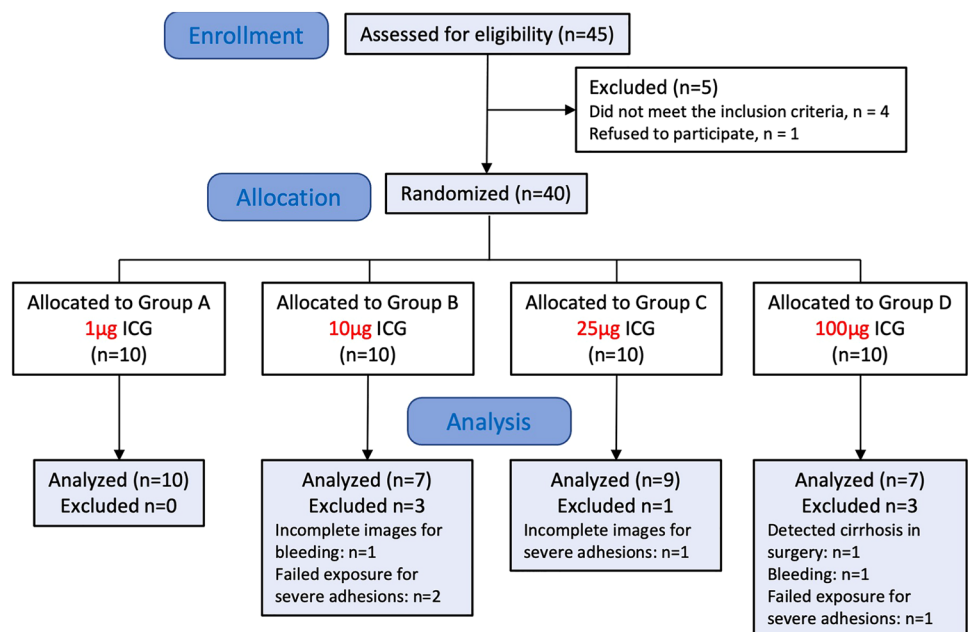 Enrollment
Assessed for eligibility (n=45)
Excluded (n=5)
Did not meet the inclusion criteria, n = 4
Refused to participate, n = 1
Allocation
Randomized (n=40)
Allocated to Group A
1µg ICG
(n=10)
Allocated to Group B
10µg ICG
(n=10)
Allocated to Group C
25µg ICG
(n=10)
Allocated to Group D
100µg ICG
(n=10)
Analysis
Analyzed (n=10)
Excluded n=0
Analyzed (n=7)
Excluded n=3
Incomplete images for
bleeding: n=1
Failed exposure for
severe adhesions: n=2
Analyzed (n=9)
Excluded n=1
Incomplete images for
severe adhesions: n=1
Analyzed (n=7)
Excluded n=3
Detected cirrhosis in
surgery: n=1
Bleeding: n=1
Failed exposure for
severe adhesions: n=1